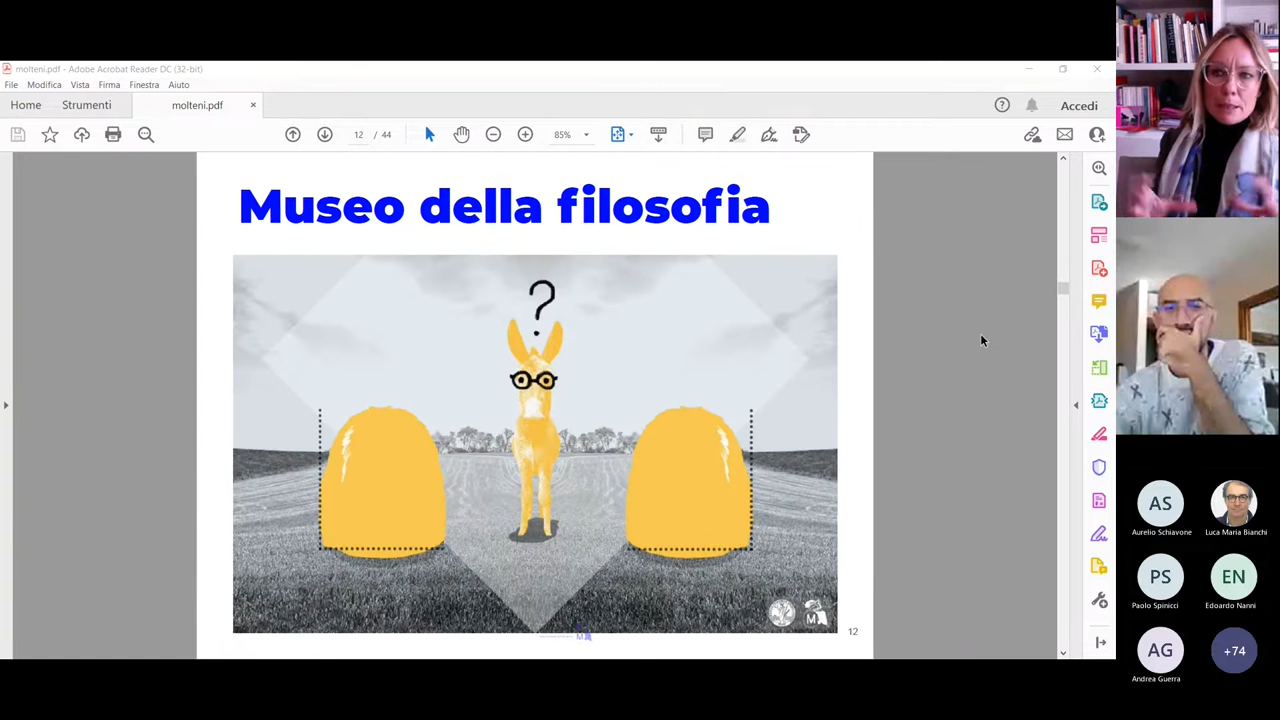 molteni.pdf - Adobe Acrobat Reader DC (32-bit)
File Modifica Vista Firma Finestra Aiuto
Home Strumenti molteni.pdf × Accedi
12 / 44 85%
Museo della filosofia
?
M
12
AS
Aurelio Schiavone Luca Maria Bianchi
PS EN
Paolo Spinicci Edoardo Nanni
AG +74
Andrea Guerra